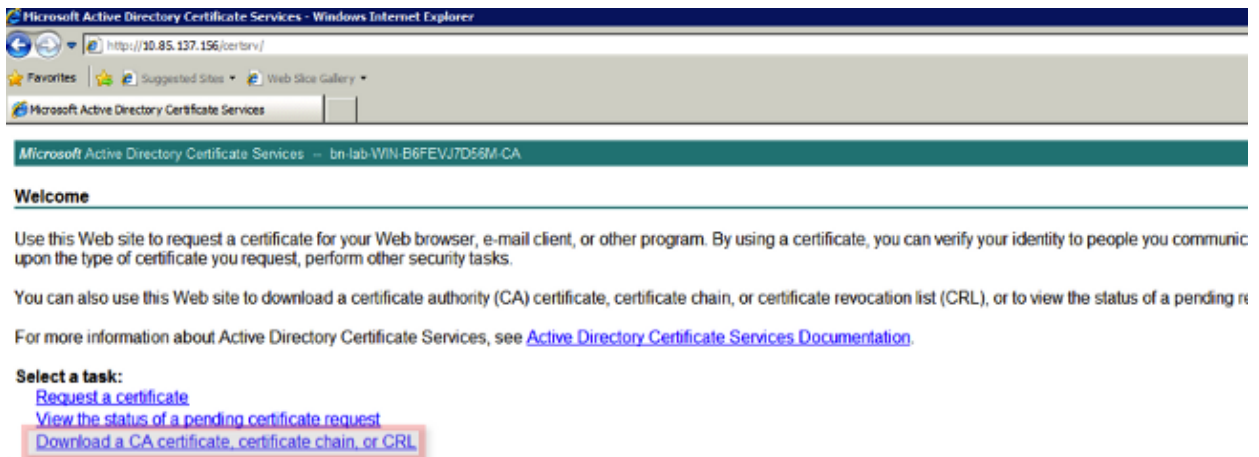 Microsoft Active Directory Certificate Services - Windows Internet Explorer
http://10.85.137.156/certsrv/
Favorites Suggested Sites Web Slice Gallery
Microsoft Active Directory Certificate Services
Microsoft Active Directory Certificate Services -- bn-lab-WIN-B6FEVJ7D56M-CA
Welcome
Use this Web site to request a certificate for your Web browser, e-mail client, or other program. By using a certificate, you can verify your identity to people you communic
upon the type of certificate you request, perform other security tasks.
You can also use this Web site to download a certificate authority (CA) certificate, certificate chain, or certificate revocation list (CRL), or to view the status of a pending re
For more information about Active Directory Certificate Services, see Active Directory Certificate Services Documentation.
Select a task:
Request a certificate
View the status of a pending certificate request
Download a CA certificate, certificate chain, or CRL